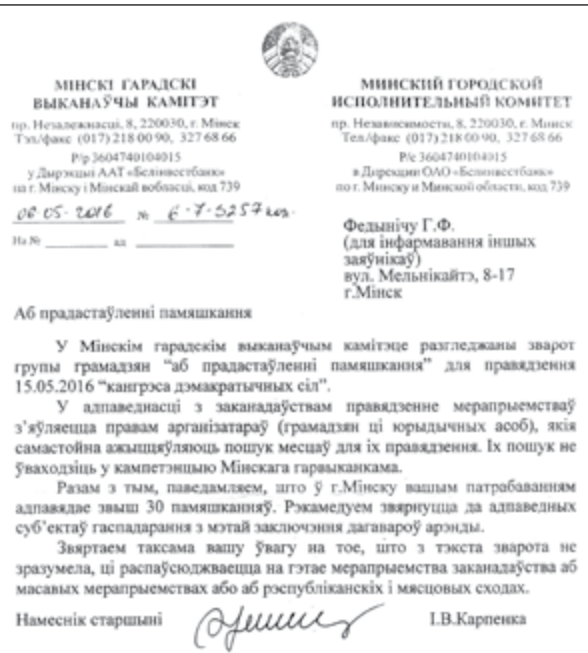 МІНСКІ ГАРАДСКІ
ВЫКАНАЎЧЫ КАМІТЭТ
пр. Незалежнасці, 8, 220030, г. Мінск
Тэл/факс (017) 218 00 90, 327 68 66
Р/р 3604740104015
у Дырэкцыі ААТ «Белінвестбанк»
па г. Мінску і Мінскай вобласці, код 739
06 05. 2016 № 6-7-3257
На № ад
МИНСКИЙ ГОРОДСКОЙ
ИСПОЛНИТЕЛЬНЫЙ КОМИТЕТ
пр. Независимости, 8, 220030, г. Минск
Тел/факс (017) 218 00 90, 327 68 66
Р/с 3604740104015
в Дирекции ОАО «Белинвестбанк»
по г. Минску и Минской области, код 739
Федынічу Г.Ф.
(для інфармавання іншых
заяўнікаў)
вул. Мельнікайтэ, 8-17
г.Мінск
Аб прадастаўленні памяшкання
У Мінскім гарадскім выканаўчым камітэце разгледжаны зварот
групы грамадзян “аб прадастаўленні памяшкання” для правядзення
15.05.2016 “кангрэса дэмакратычных сіл”.
У адпаведнасці з заканадаўствам правядзенне мерапрыемстваў
з’яўляецца правам арганізатараў (грамадзян ці юрыдычных асоб), якія
самастойна ажыццяўляюць пошук месцаў для іх правядзення. Іх пошук не
ўваходзіць у кампетэнцыю Мінскага гарвыканкама.
Разам з тым, паведамляем, што ў г.Мінску вашым патрабаванням
адпавядае звыш 30 памяшканняў. Рэкамедуем звярнуцца да адпаведных
суб’ектаў гаспадарання з мэтай заключэння дагавароў арэнды.
Звяртаем таксама вашу ўвагу на тое, што з тэкста зварота не
зразумела, ці распаўсюджваецца на гэтае мерапрыемства заканадаўства аб
масавых мерапрыемствах або аб рэспубліканскіх і мясцовых сходах.
Намеснік старшыні І.В.Карпенка